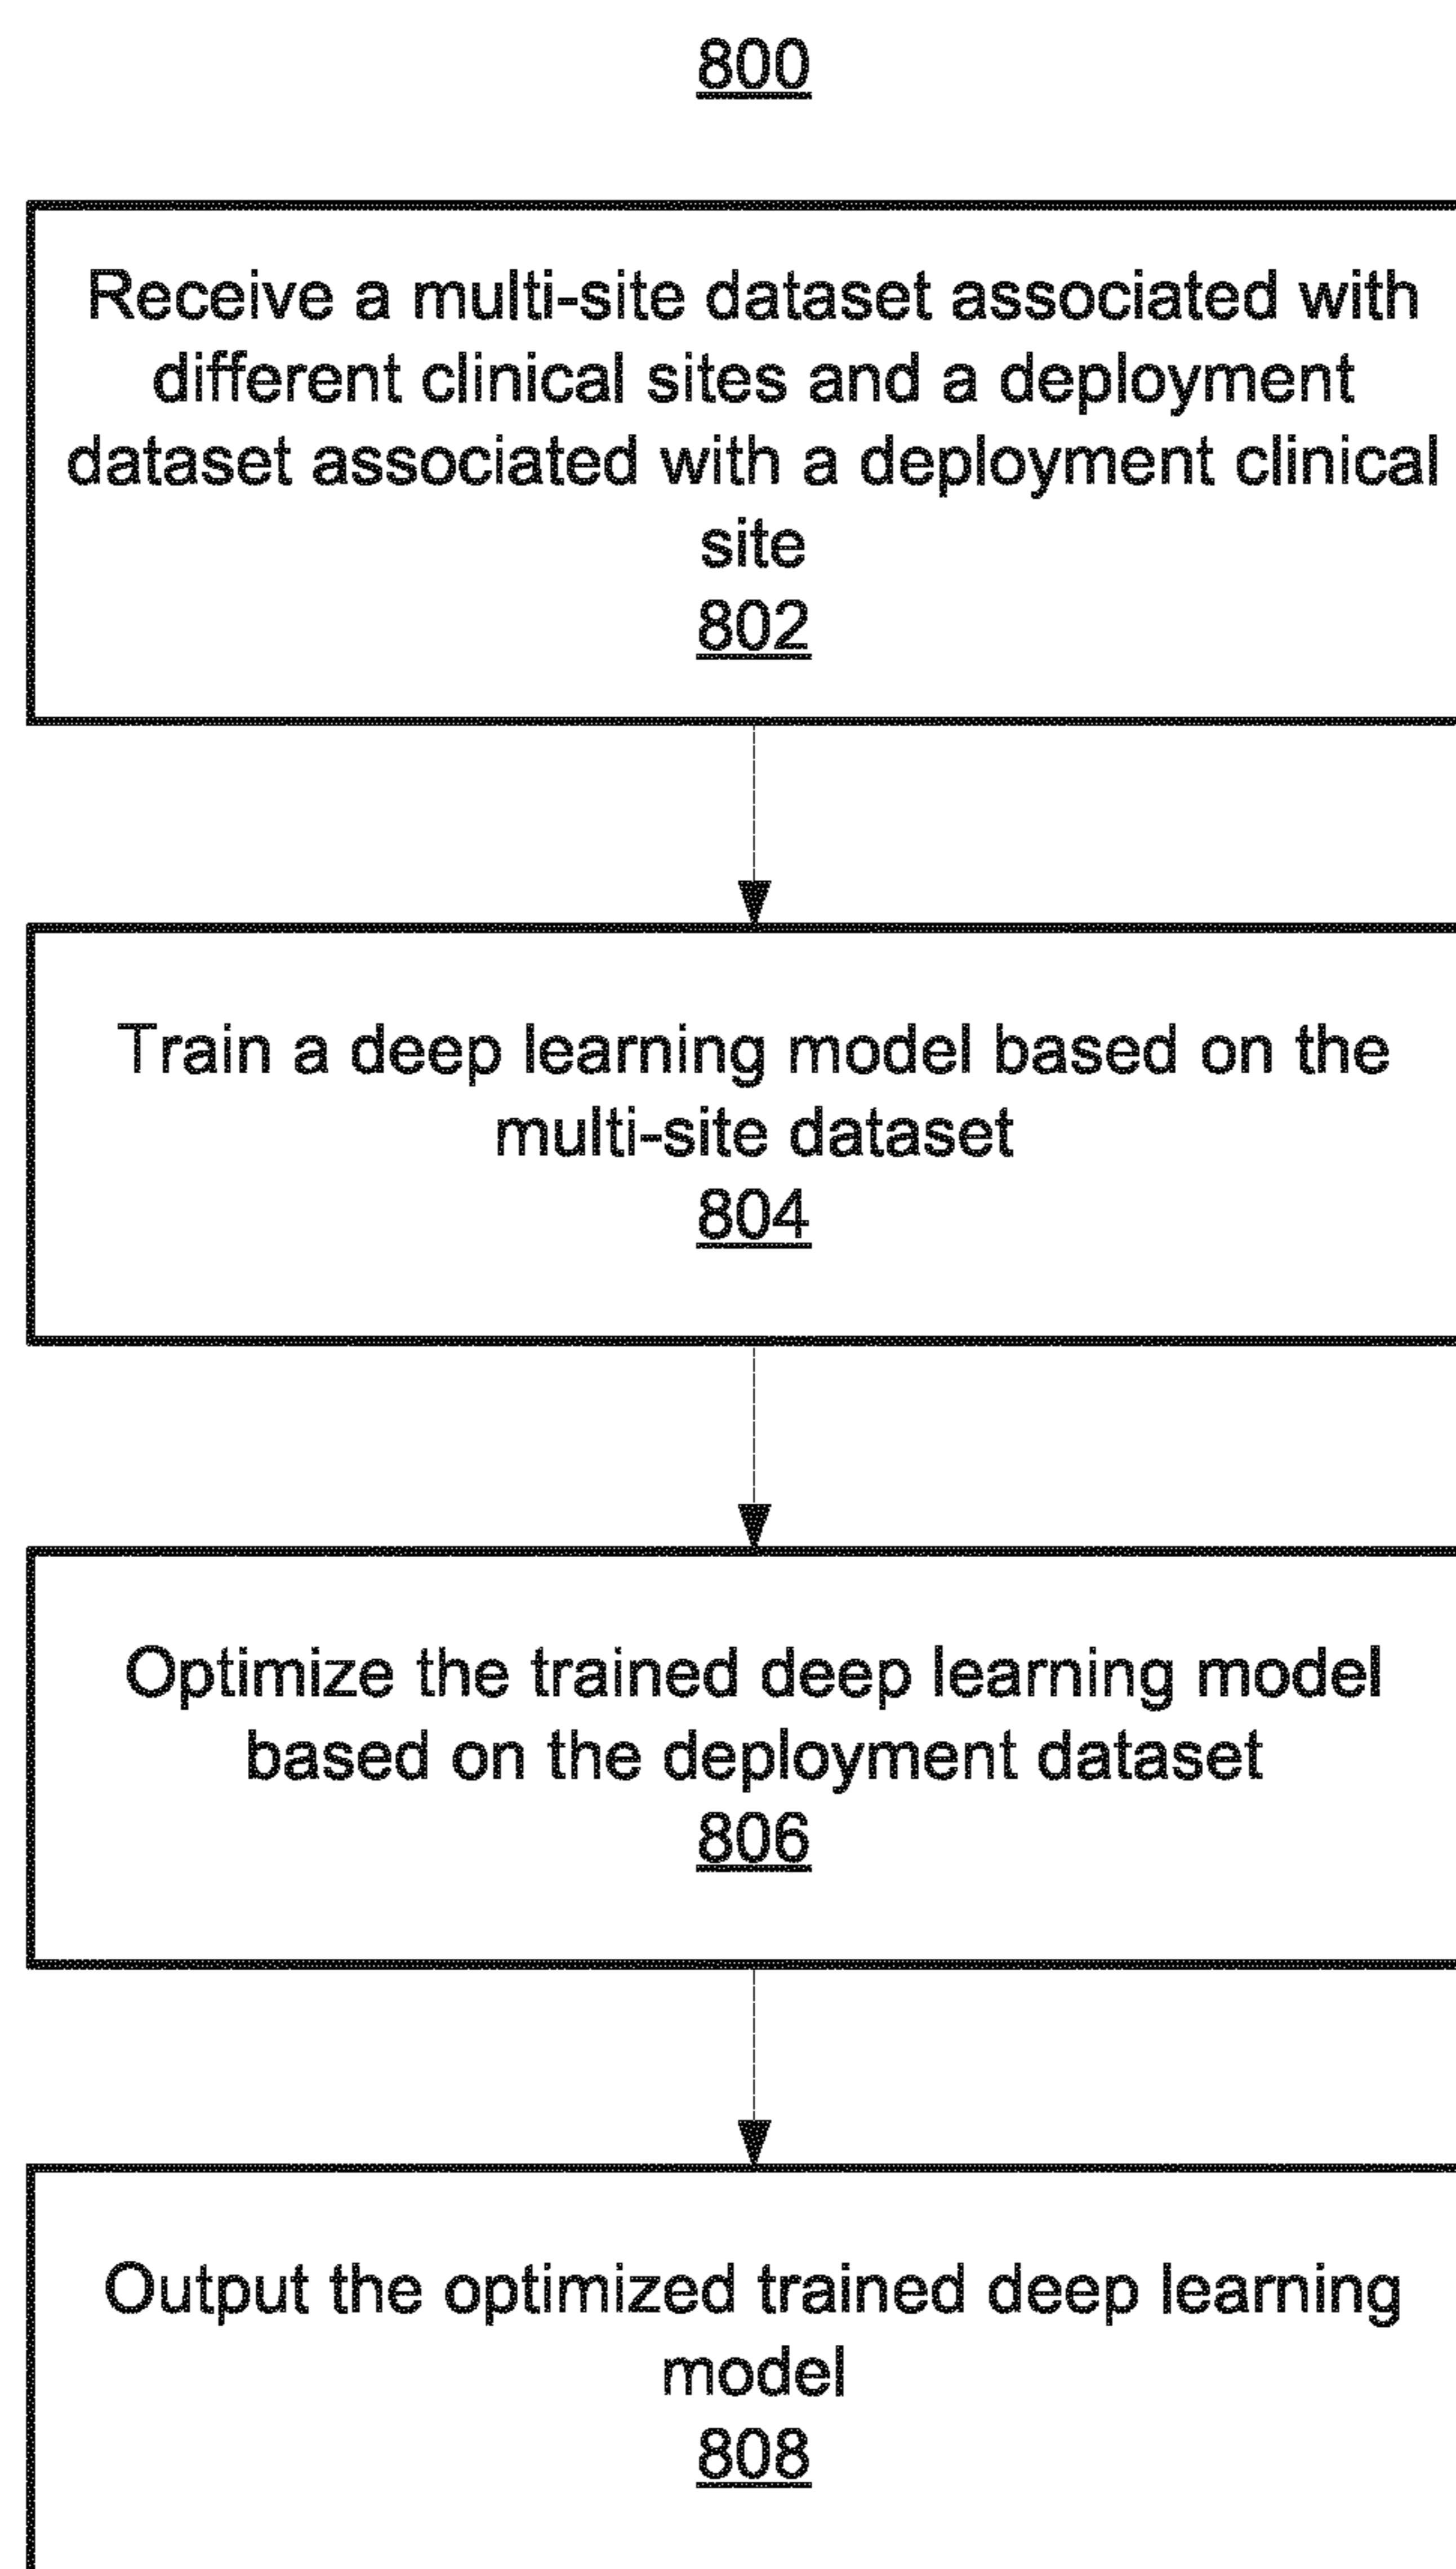 800
Receive a multi-site dataset associated with
different clinical sites and a deployment
dataset associated with a deployment clinical
site
802
Train a deep learning model based on the
multi-site dataset
804
Optimize the trained deep learning model
based on the deployment dataset
806
Output the optimized trained deep learning
model
808